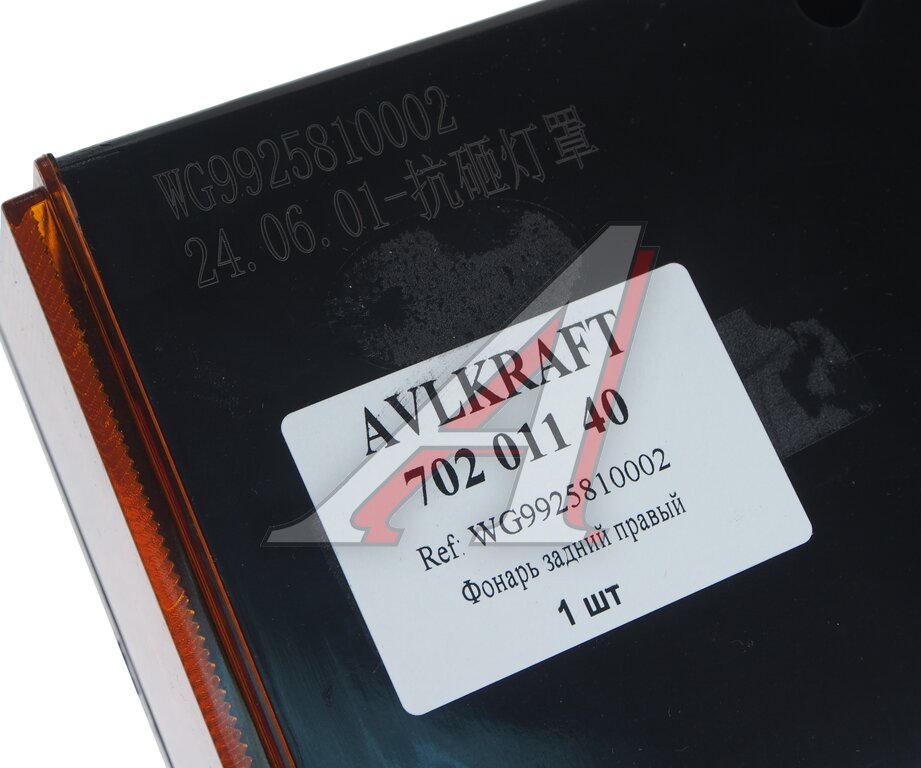 WG9925810002
24.06.01-抗砸灯罩
AVLKRAFT
702 011 40
Ref: WG9925810002
Фонарь задний правый
1 шт